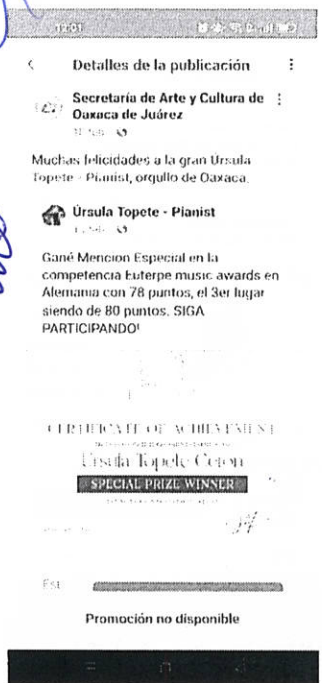 12:01
Detalles de la publicación
Secretaría de Arte y Cultura de
Oaxaca de Juárez
Muchas felicidades a la gran Úrsula
Topete - Pianist, orgullo de Oaxaca.
Úrsula Topete - Pianist
Gané Mencion Especial en la
competencia Euterpe music awards en
Alemania con 78 puntos, el 3er lugar
siendo de 80 puntos. SIGA
PARTICIPANDO!
CERTIFICATE OF ACHIEVEMENT
Ursula Topete Ceron
SPECIAL PRIZE WINNER
Est
Promoción no disponible